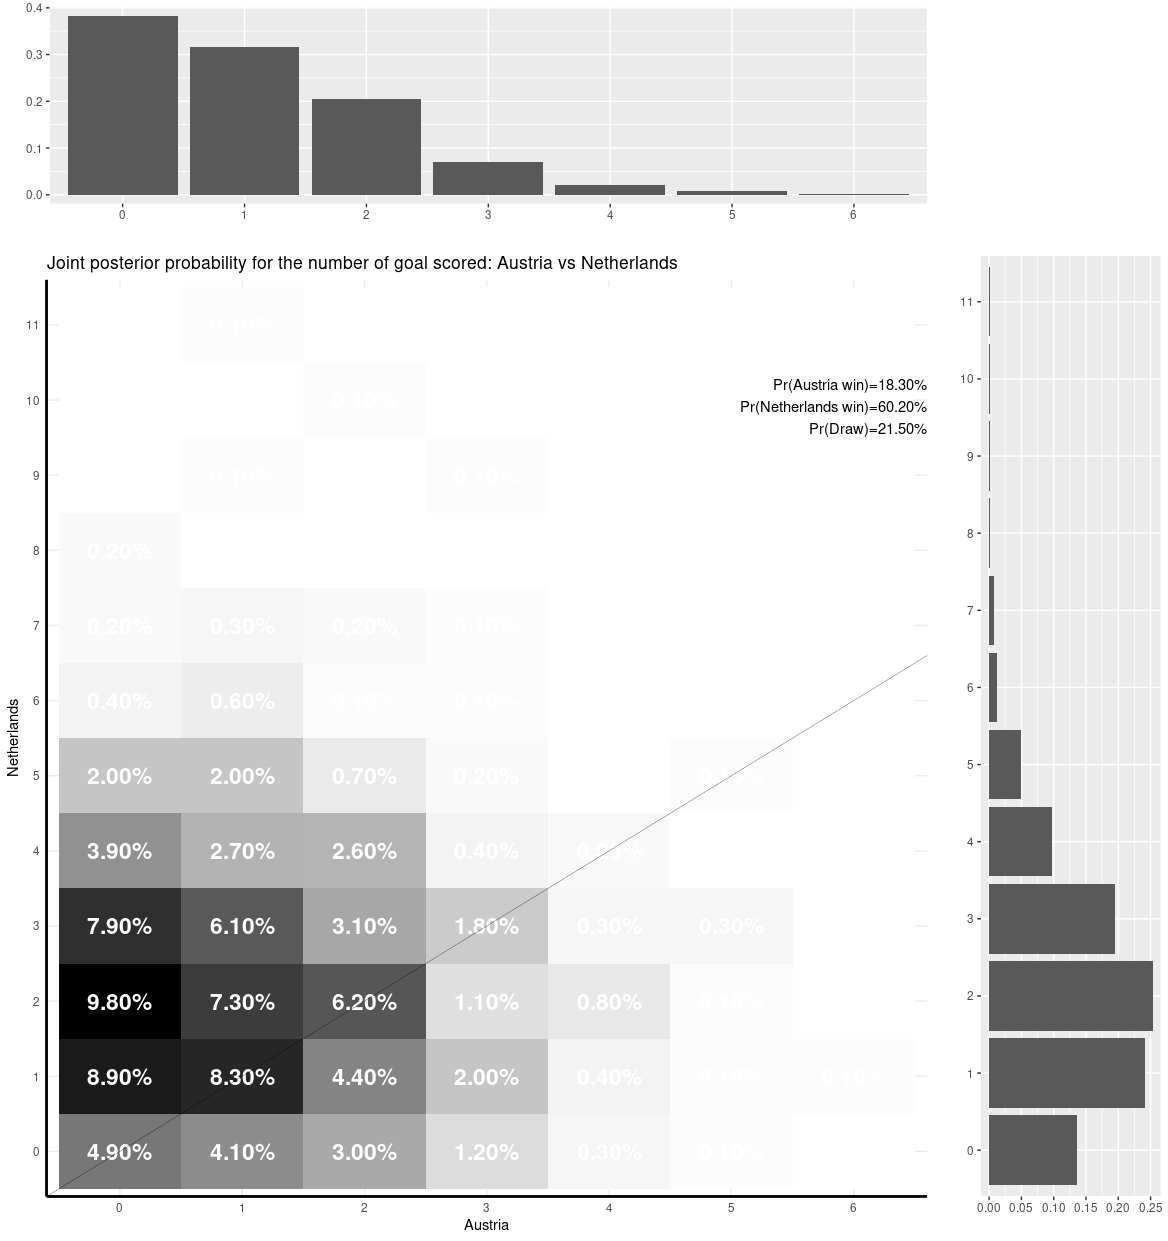 0.4
0.3
0.2
0.1
0.0
0 1 2 3 4 5 6
Joint posterior probability for the number of goal scored: Austria vs Netherlands
Pr(Austria win)=18.30%
Pr(Netherlands win)=60.20%
Pr(Draw)=21.50%
Netherlands
11 0.10%
10 0.10%
9 0.10% 0.10%
8 0.20%
7 0.20% 0.30% 0.20% 0.10%
6 0.40% 0.60% 0.10% 0.10%
5 2.00% 2.00% 0.70% 0.20%
4 3.90% 2.70% 2.60% 0.40%
3 7.90% 6.10% 3.10% 1.80% 0.30% 0.30%
2 9.80% 7.30% 6.20% 1.10% 0.80% 0.10%
1 8.90% 8.30% 4.40% 2.00% 0.40% 0.10% 0.10%
0 4.90% 4.10% 3.00% 1.20% 0.30% 0.10%
0 1 2 3 4 5 6
Austria
11
10
9
8
7
6
5
4
3
2
1
0
0.00 0.05 0.10 0.15 0.20 0.25